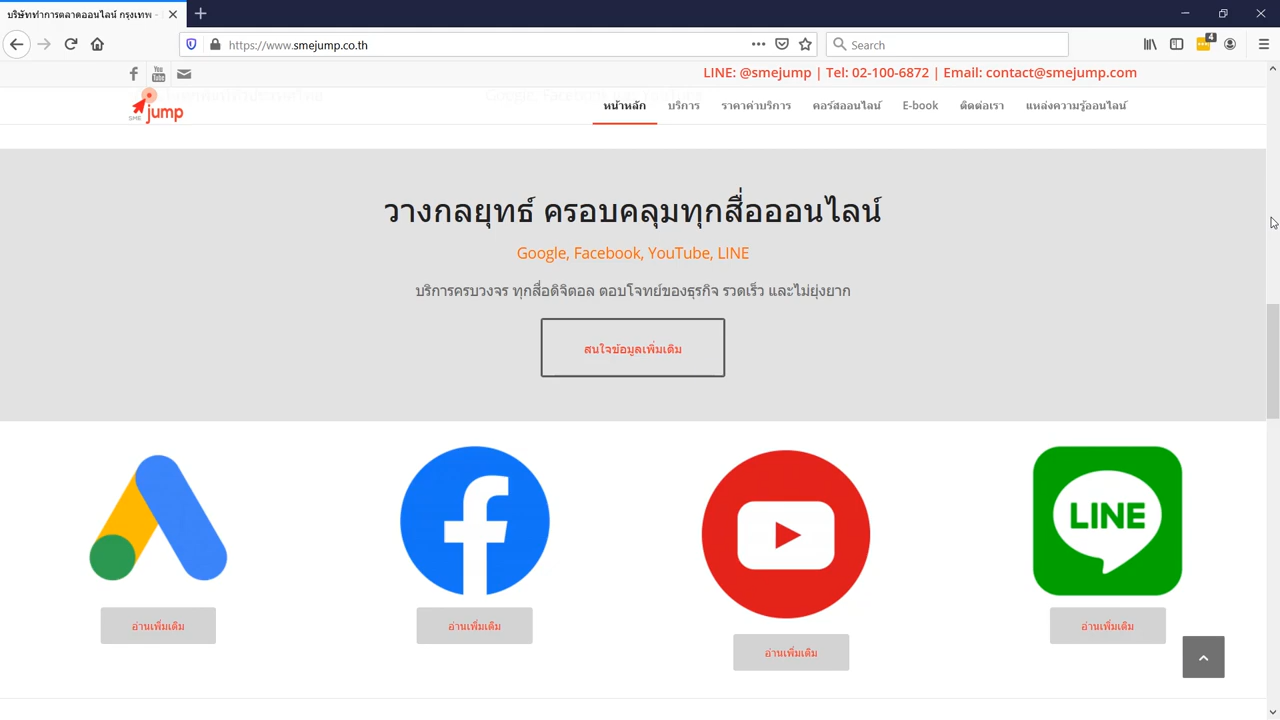 บริษัททำการตลาดออนไลน์ กรุงเทพ -
https://www.smejump.co.th
Search
4
You Tube
LINE: @smejump | Tel: 02-100-6872 | Email: contact@smejump.com
SME jump
หน้าหลัก บริการ ราคาค่าบริการ คอร์สออนไลน์ E-book ติดต่อเรา แหล่งความรู้ออนไลน์
วางกลยุทธ์ ครอบคลุมทุกสื่อออนไลน์
Google, Facebook, YouTube, LINE
บริการครบวงจร ทุกสื่อดิจิตอล ตอบโจทย์ของธุรกิจ รวดเร็ว และไม่ยุ่งยาก
สนใจข้อมูลเพิ่มเติม
LINE
อ่านเพิ่มเติม อ่านเพิ่มเติม อ่านเพิ่มเติม อ่านเพิ่มเติม